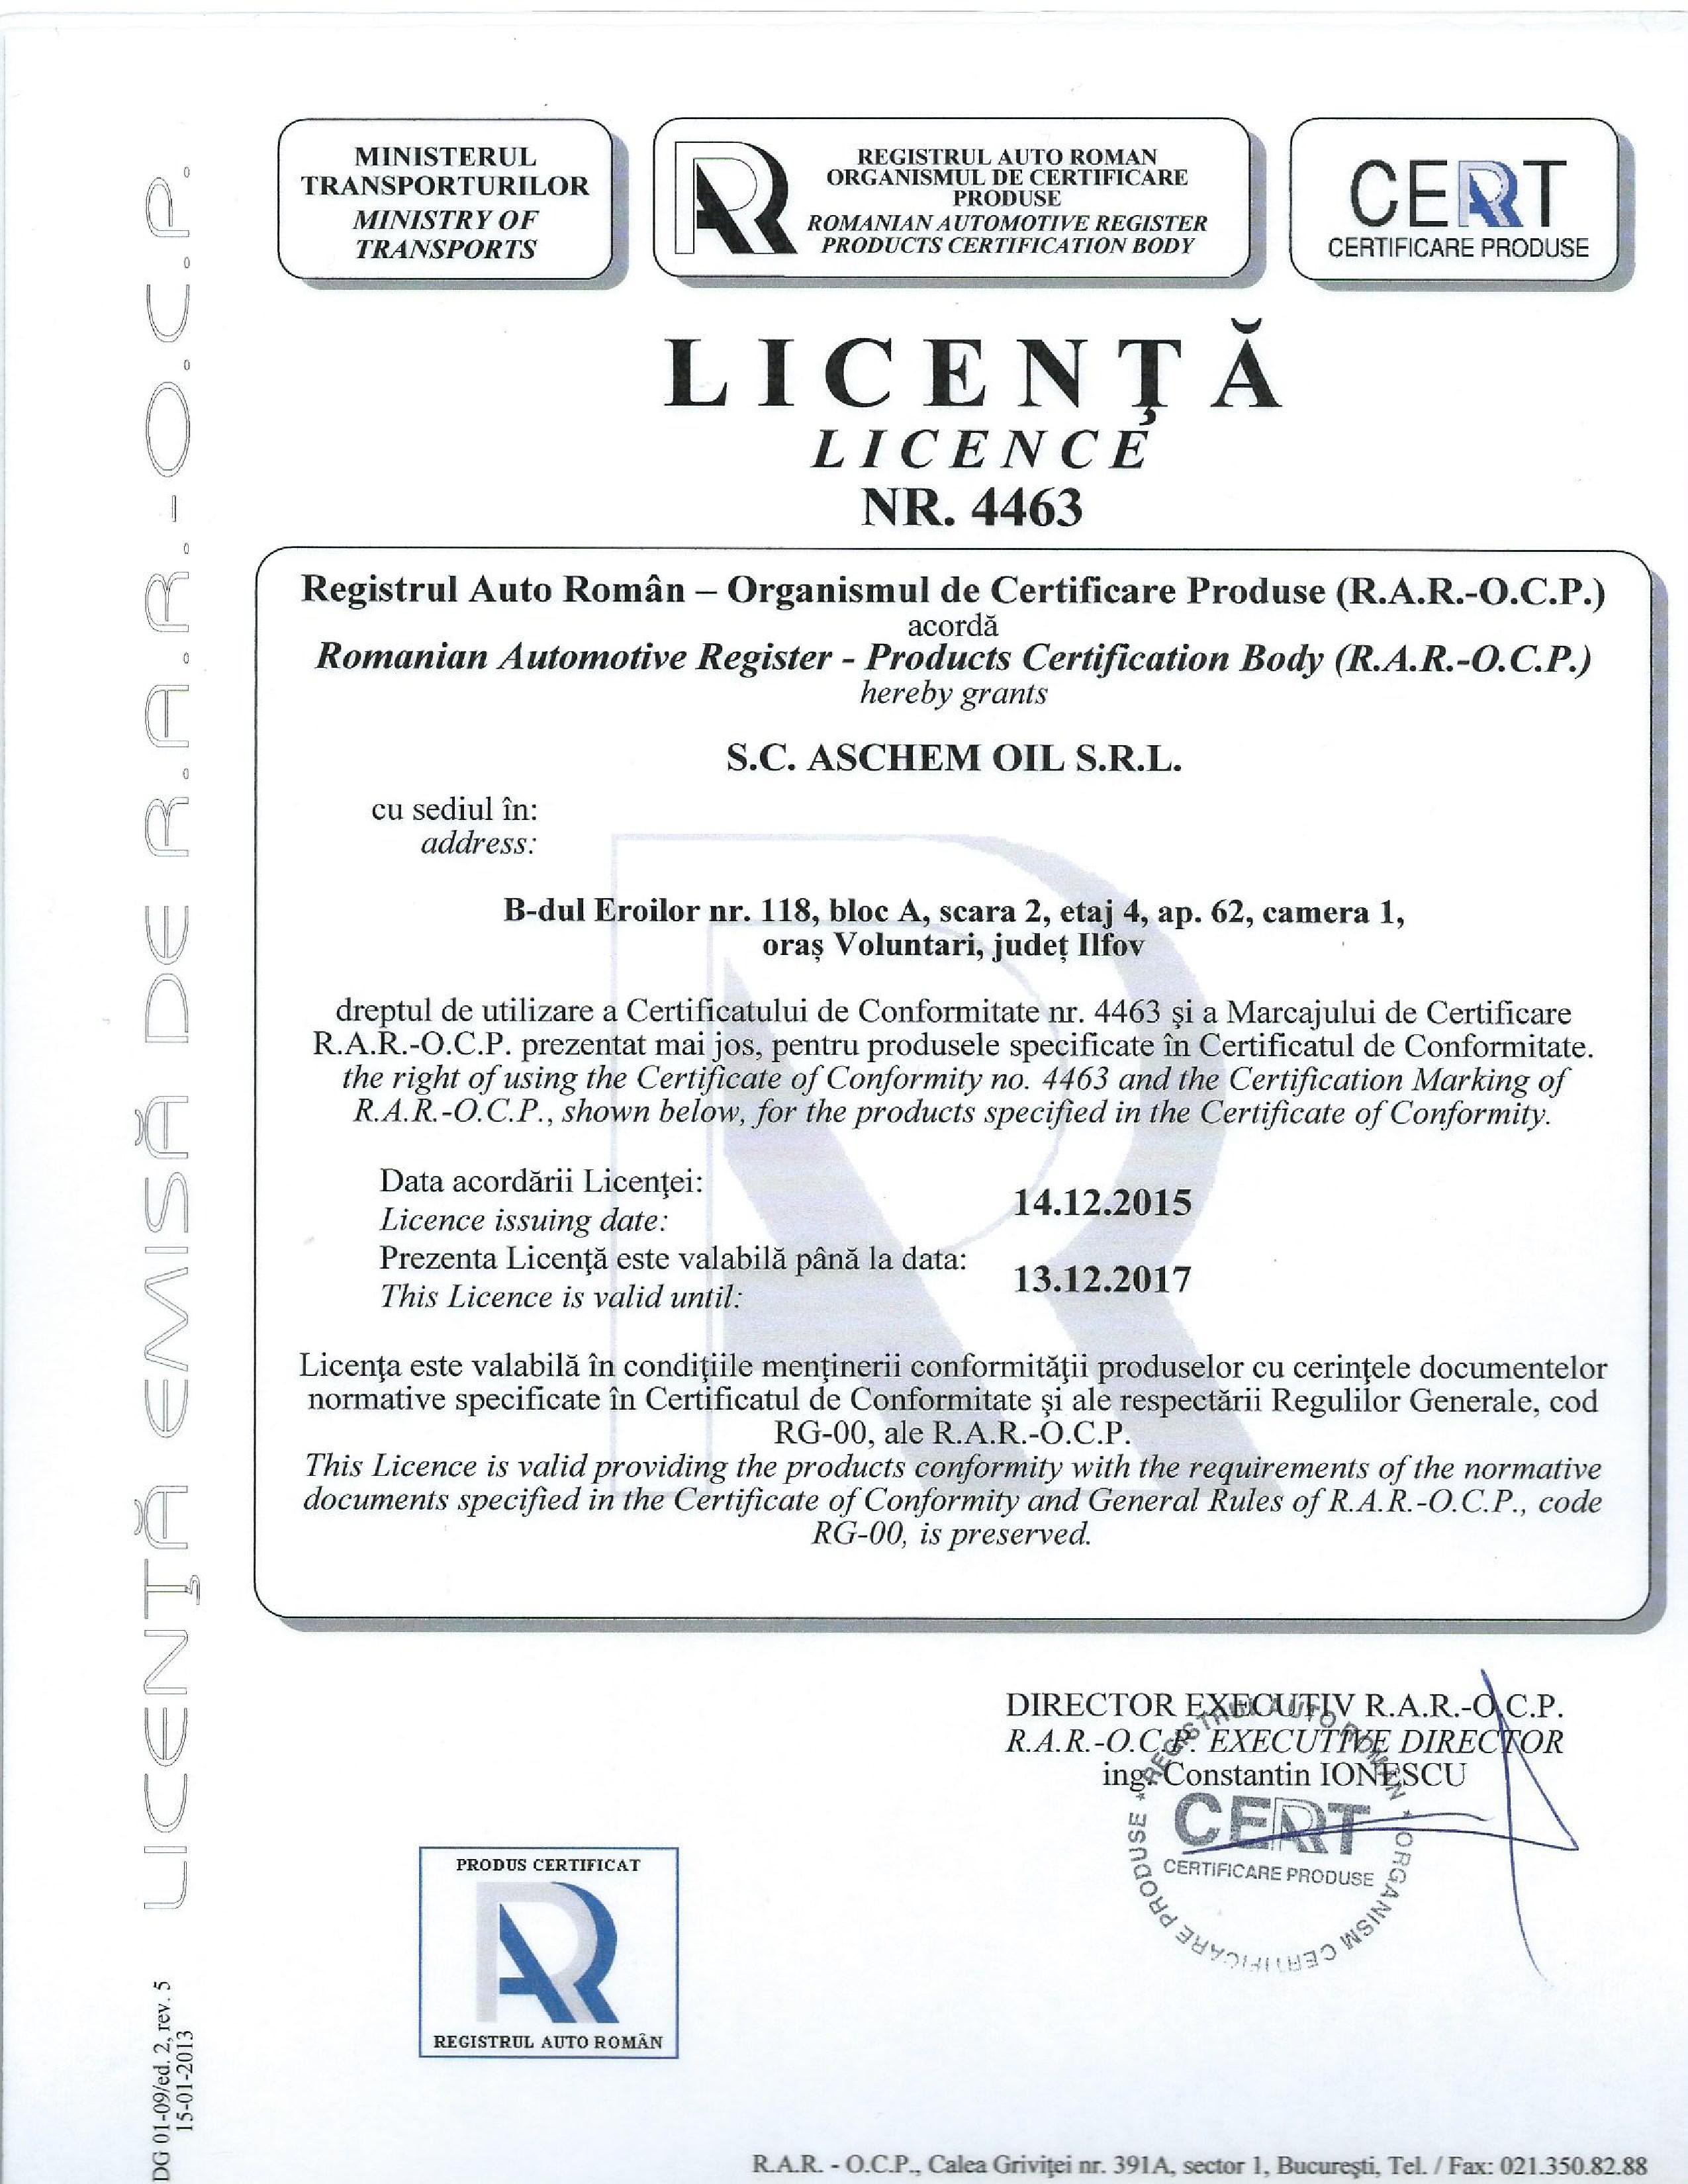 MINISTERUL
TRANSPORTURILOR
MINISTRY OF
TRANSPORTS
REGISTRUL AUTO ROMAN
ORGANISMUL DE CERTIFICARE
PRODUSE
ROMANIAN AUTOMOTIVE REGISTER
PRODUCTS CERTIFICATION BODY
CERT
CERTIFICARE PRODUSE
LICENŢĂ
LICENCE
NR. 4463
Registrul Auto Român – Organismul de Certificare Produse (R.A.R.-O.C.P.)
acordă
Romanian Automotive Register - Products Certification Body (R.A.R.-O.C.P.)
hereby grants
S.C. ASCHEM OIL S.R.L.
cu sediul în:
address:
B-dul Eroilor nr. 118, bloc A, scara 2, etaj 4, ap. 62, camera 1,
oraș Voluntari, județ Ilfov
dreptul de utilizare a Certificatului de Conformitate nr. 4463 şi a Marcajului de Certificare
R.A.R.-O.C.P. prezentat mai jos, pentru produsele specificate în Certificatul de Conformitate.
the right of using the Certificate of Conformity no. 4463 and the Certification Marking of
R.A.R.-O.C.P., shown below, for the products specified in the Certificate of Conformity.
Data acordării Licenţei:
Licence issuing date:
14.12.2015
Prezenta Licenţă este valabilă până la data:
This Licence is valid until:
13.12.2017
Licenţa este valabilă în condiţiile menţinerii conformităţii produselor cu cerinţele documentelor
normative specificate în Certificatul de Conformitate şi ale respectării Regulilor Generale, cod
RG-00, ale R.A.R.-O.C.P.
This Licence is valid providing the products conformity with the requirements of the normative
documents specified in the Certificate of Conformity and General Rules of R.A.R.-O.C.P., code
RG-00, is preserved.
DIRECTOR EXECUTIV R.A.R.-O.C.P.
R.A.R.-O.C.P. EXECUTIVE DIRECTOR
ing. Constantin IONESCU
* REGISTRUL AUTO ROMÂN * ORGANISM CERTIFICARE PRODUSE
CERT
CERTIFICARE PRODUSE
PRODUS CERTIFICAT
REGISTRUL AUTO ROMÂN
LICENŢĂ EMISĂ DE R.A.R.-O.C.P.
DG 01-09/ed. 2, rev. 5
15-01-2013
R.A.R. - O.C.P., Calea Griviţei nr. 391A, sector 1, Bucureşti, Tel. / Fax: 021.350.82.88